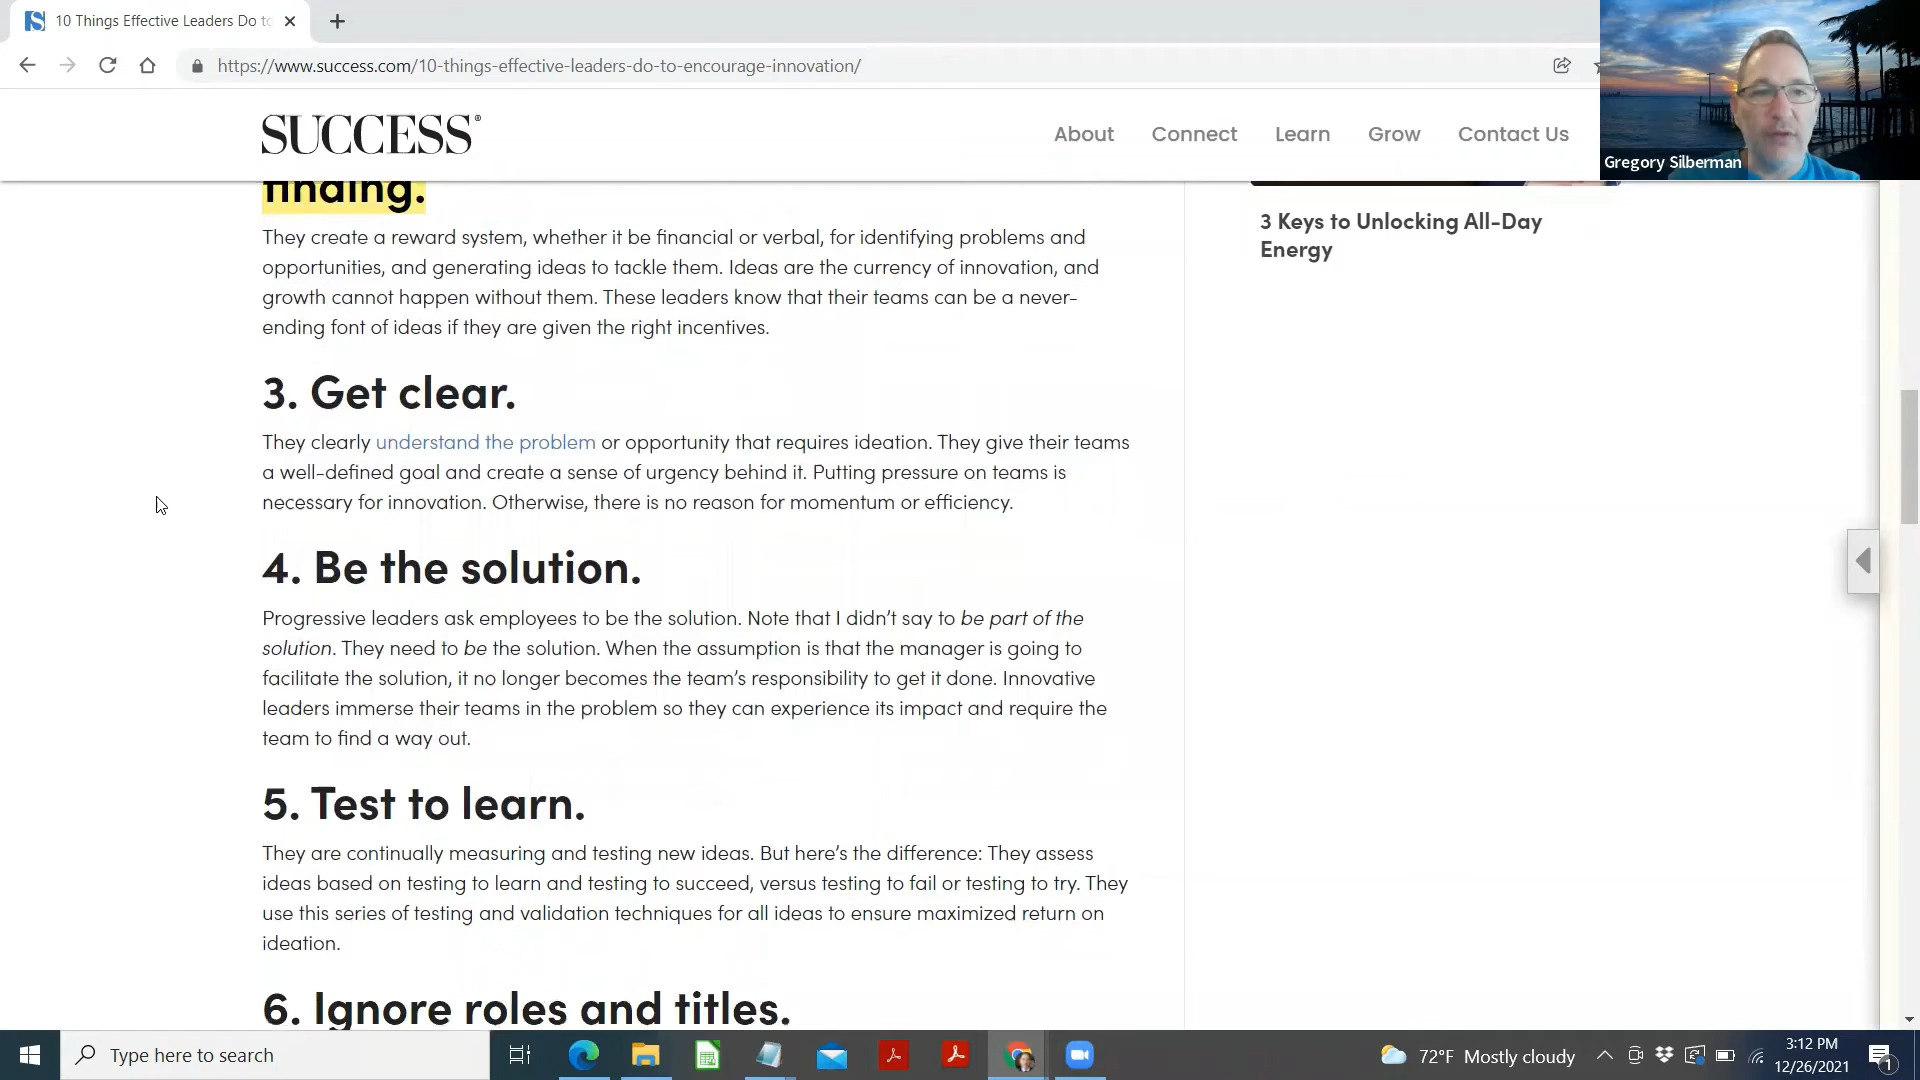 10 Things Effective Leaders Do to
https://www.success.com/10-things-effective-leaders-do-to-encourage-innovation/
SUCCESS®
About Connect Learn Grow Contact Us
Gregory Silberman
finding.
They create a reward system, whether it be financial or verbal, for identifying problems and
opportunities, and generating ideas to tackle them. Ideas are the currency of innovation, and
growth cannot happen without them. These leaders know that their teams can be a never-
ending font of ideas if they are given the right incentives.
3 Keys to Unlocking All-Day
Energy
3. Get clear.
They clearly understand the problem or opportunity that requires ideation. They give their teams
a well-defined goal and create a sense of urgency behind it. Putting pressure on teams is
necessary for innovation. Otherwise, there is no reason for momentum or efficiency.
4. Be the solution.
Progressive leaders ask employees to be the solution. Note that I didn’t say to be part of the
solution. They need to be the solution. When the assumption is that the manager is going to
facilitate the solution, it no longer becomes the team’s responsibility to get it done. Innovative
leaders immerse their teams in the problem so they can experience its impact and require the
team to find a way out.
5. Test to learn.
They are continually measuring and testing new ideas. But here’s the difference: They assess
ideas based on testing to learn and testing to succeed, versus testing to fail or testing to try. They
use this series of testing and validation techniques for all ideas to ensure maximized return on
ideation.
6. Ignore roles and titles.
Type here to search
72°F Mostly cloudy
3:12 PM
12/26/2021
1